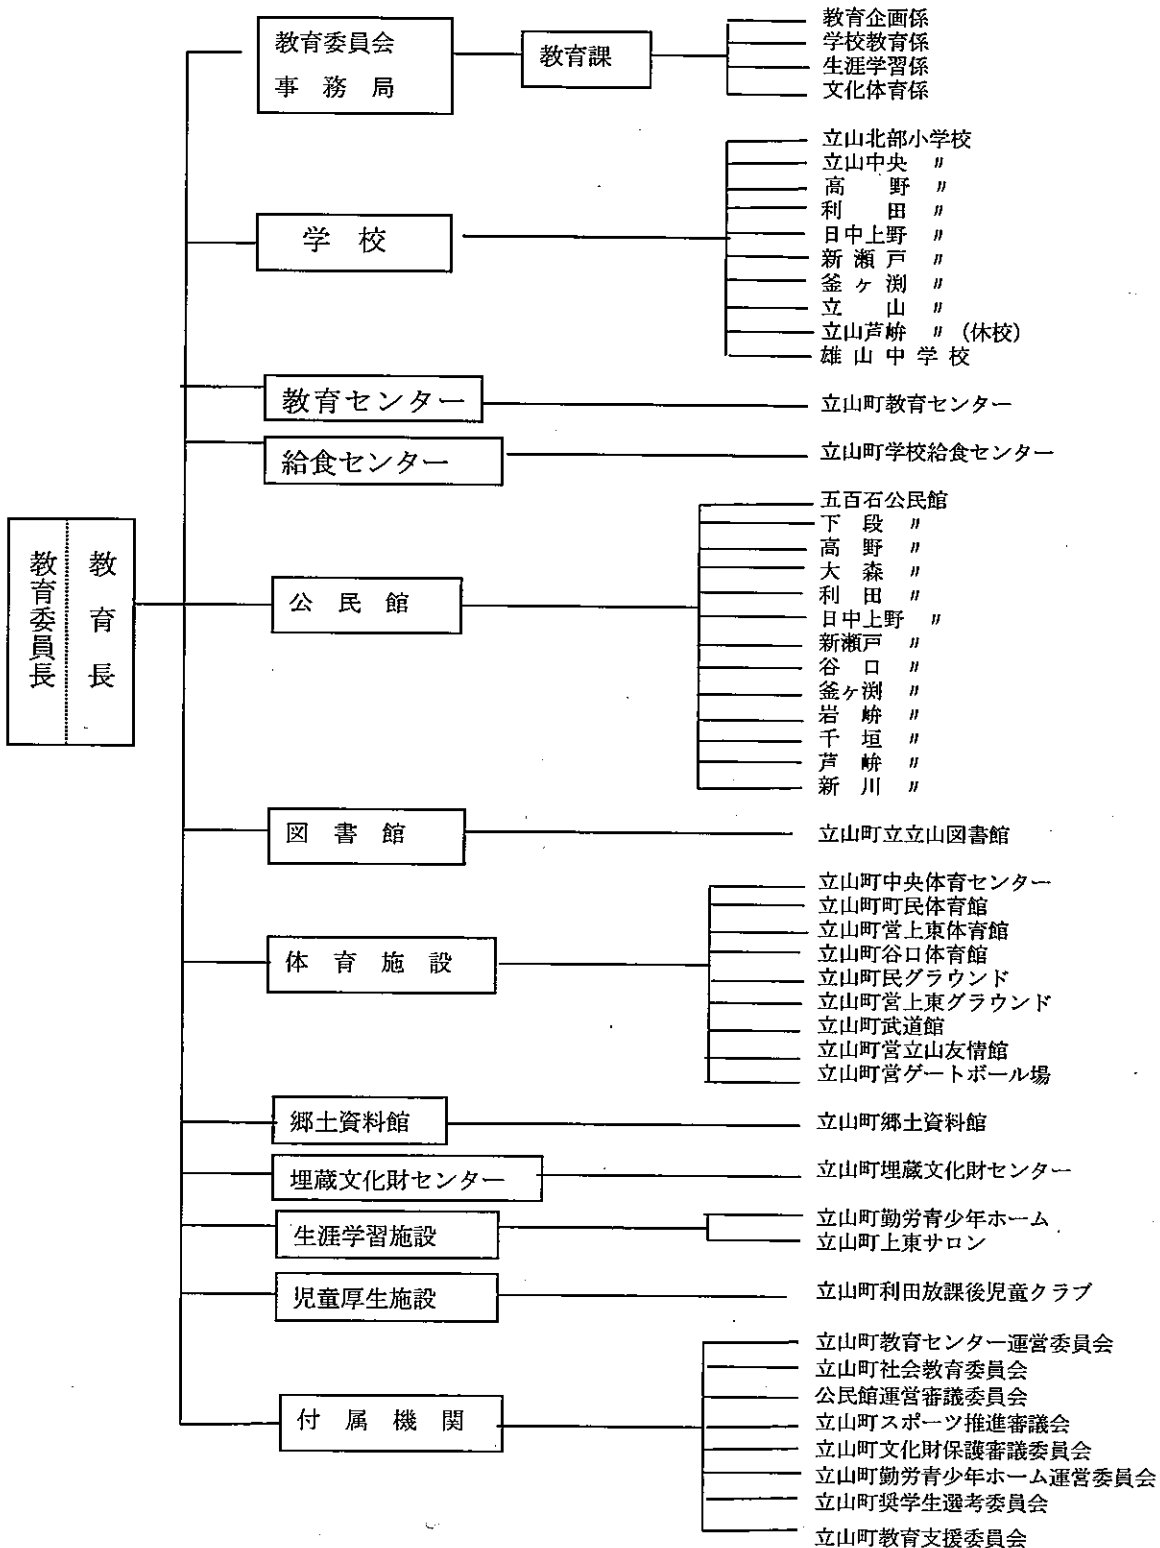 教育委員会
事務局
教育課
教育企画係
学校教育係
生涯学習係
文化体育係
学校
立山北部小学校
立山中央 〃
高野 〃
利田 〃
日中上野 〃
新瀬戸 〃
釜ヶ渕 〃
立山 〃
立山芦峅 〃 (休校)
雄山中学校
教育センター
立山町教育センター
給食センター
立山町学校給食センター
教育委員長
教育長
公民館
五百石公民館
下段 〃
高野 〃
大森 〃
利田 〃
日中上野 〃
新瀬戸 〃
谷口 〃
釜ヶ渕 〃
岩峅 〃
千垣 〃
芦峅 〃
新川 〃
図書館
立山町立立山図書館
体育施設
立山町中央体育センター
立山町町民体育館
立山町営上東体育館
立山町谷口体育館
立山町民グラウンド
立山町営上東グラウンド
立山町武道館
立山町営立山友情館
立山町営ゲートボール場
郷土資料館
立山町郷土資料館
埋蔵文化財センター
立山町埋蔵文化財センター
生涯学習施設
立山町勤労青少年ホーム
立山町上東サロン
児童厚生施設
立山町利田放課後児童クラブ
付属機関
立山町教育センター運営委員会
立山町社会教育委員会
公民館運営審議委員会
立山町スポーツ推進審議会
立山町文化財保護審議委員会
立山町勤労青少年ホーム運営委員会
立山町奨学生選考委員会
立山町教育支援委員会